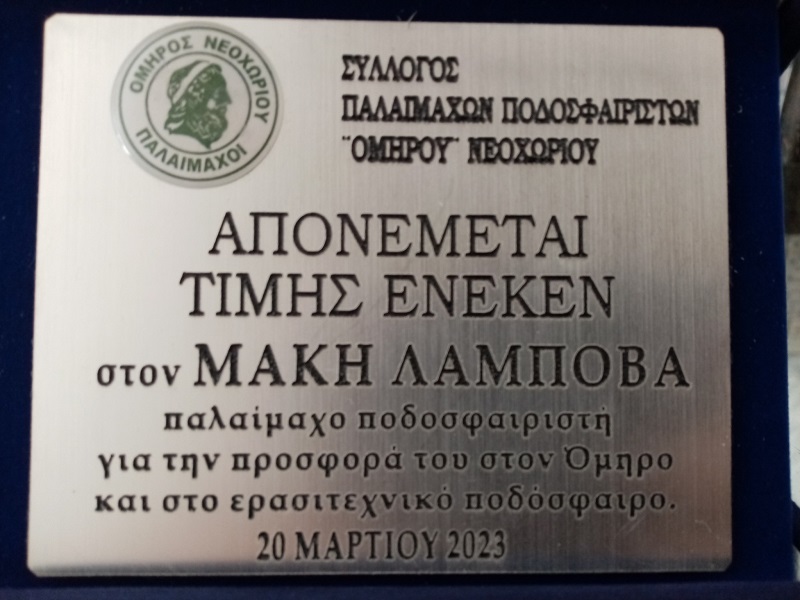 ΟΜΗΡΟΣ ΝΕΟΧΩΡΙΟΥ
ΠΑΛΑΙΜΑΧΟΙ
ΣΥΛΛΟΓΟΣ
ΠΑΛΑΙΜΑΧΩΝ ΠΟΔΟΣΦΑΙΡΙΣΤΩΝ
"ΟΜΗΡΟΥ" ΝΕΟΧΩΡΙΟΥ
ΑΠΟΝΕΜΕΤΑΙ
ΤΙΜΗΣ ΕΝΕΚΕΝ
στον ΜΑΚΗ ΛΑΜΠΟΒΑ
παλαίμαχο ποδοσφαιριστή
για την προσφορά του στον Όμηρο
και στο ερασιτεχνικό ποδόσφαιρο.
20 ΜΑΡΤΙΟΥ 2023